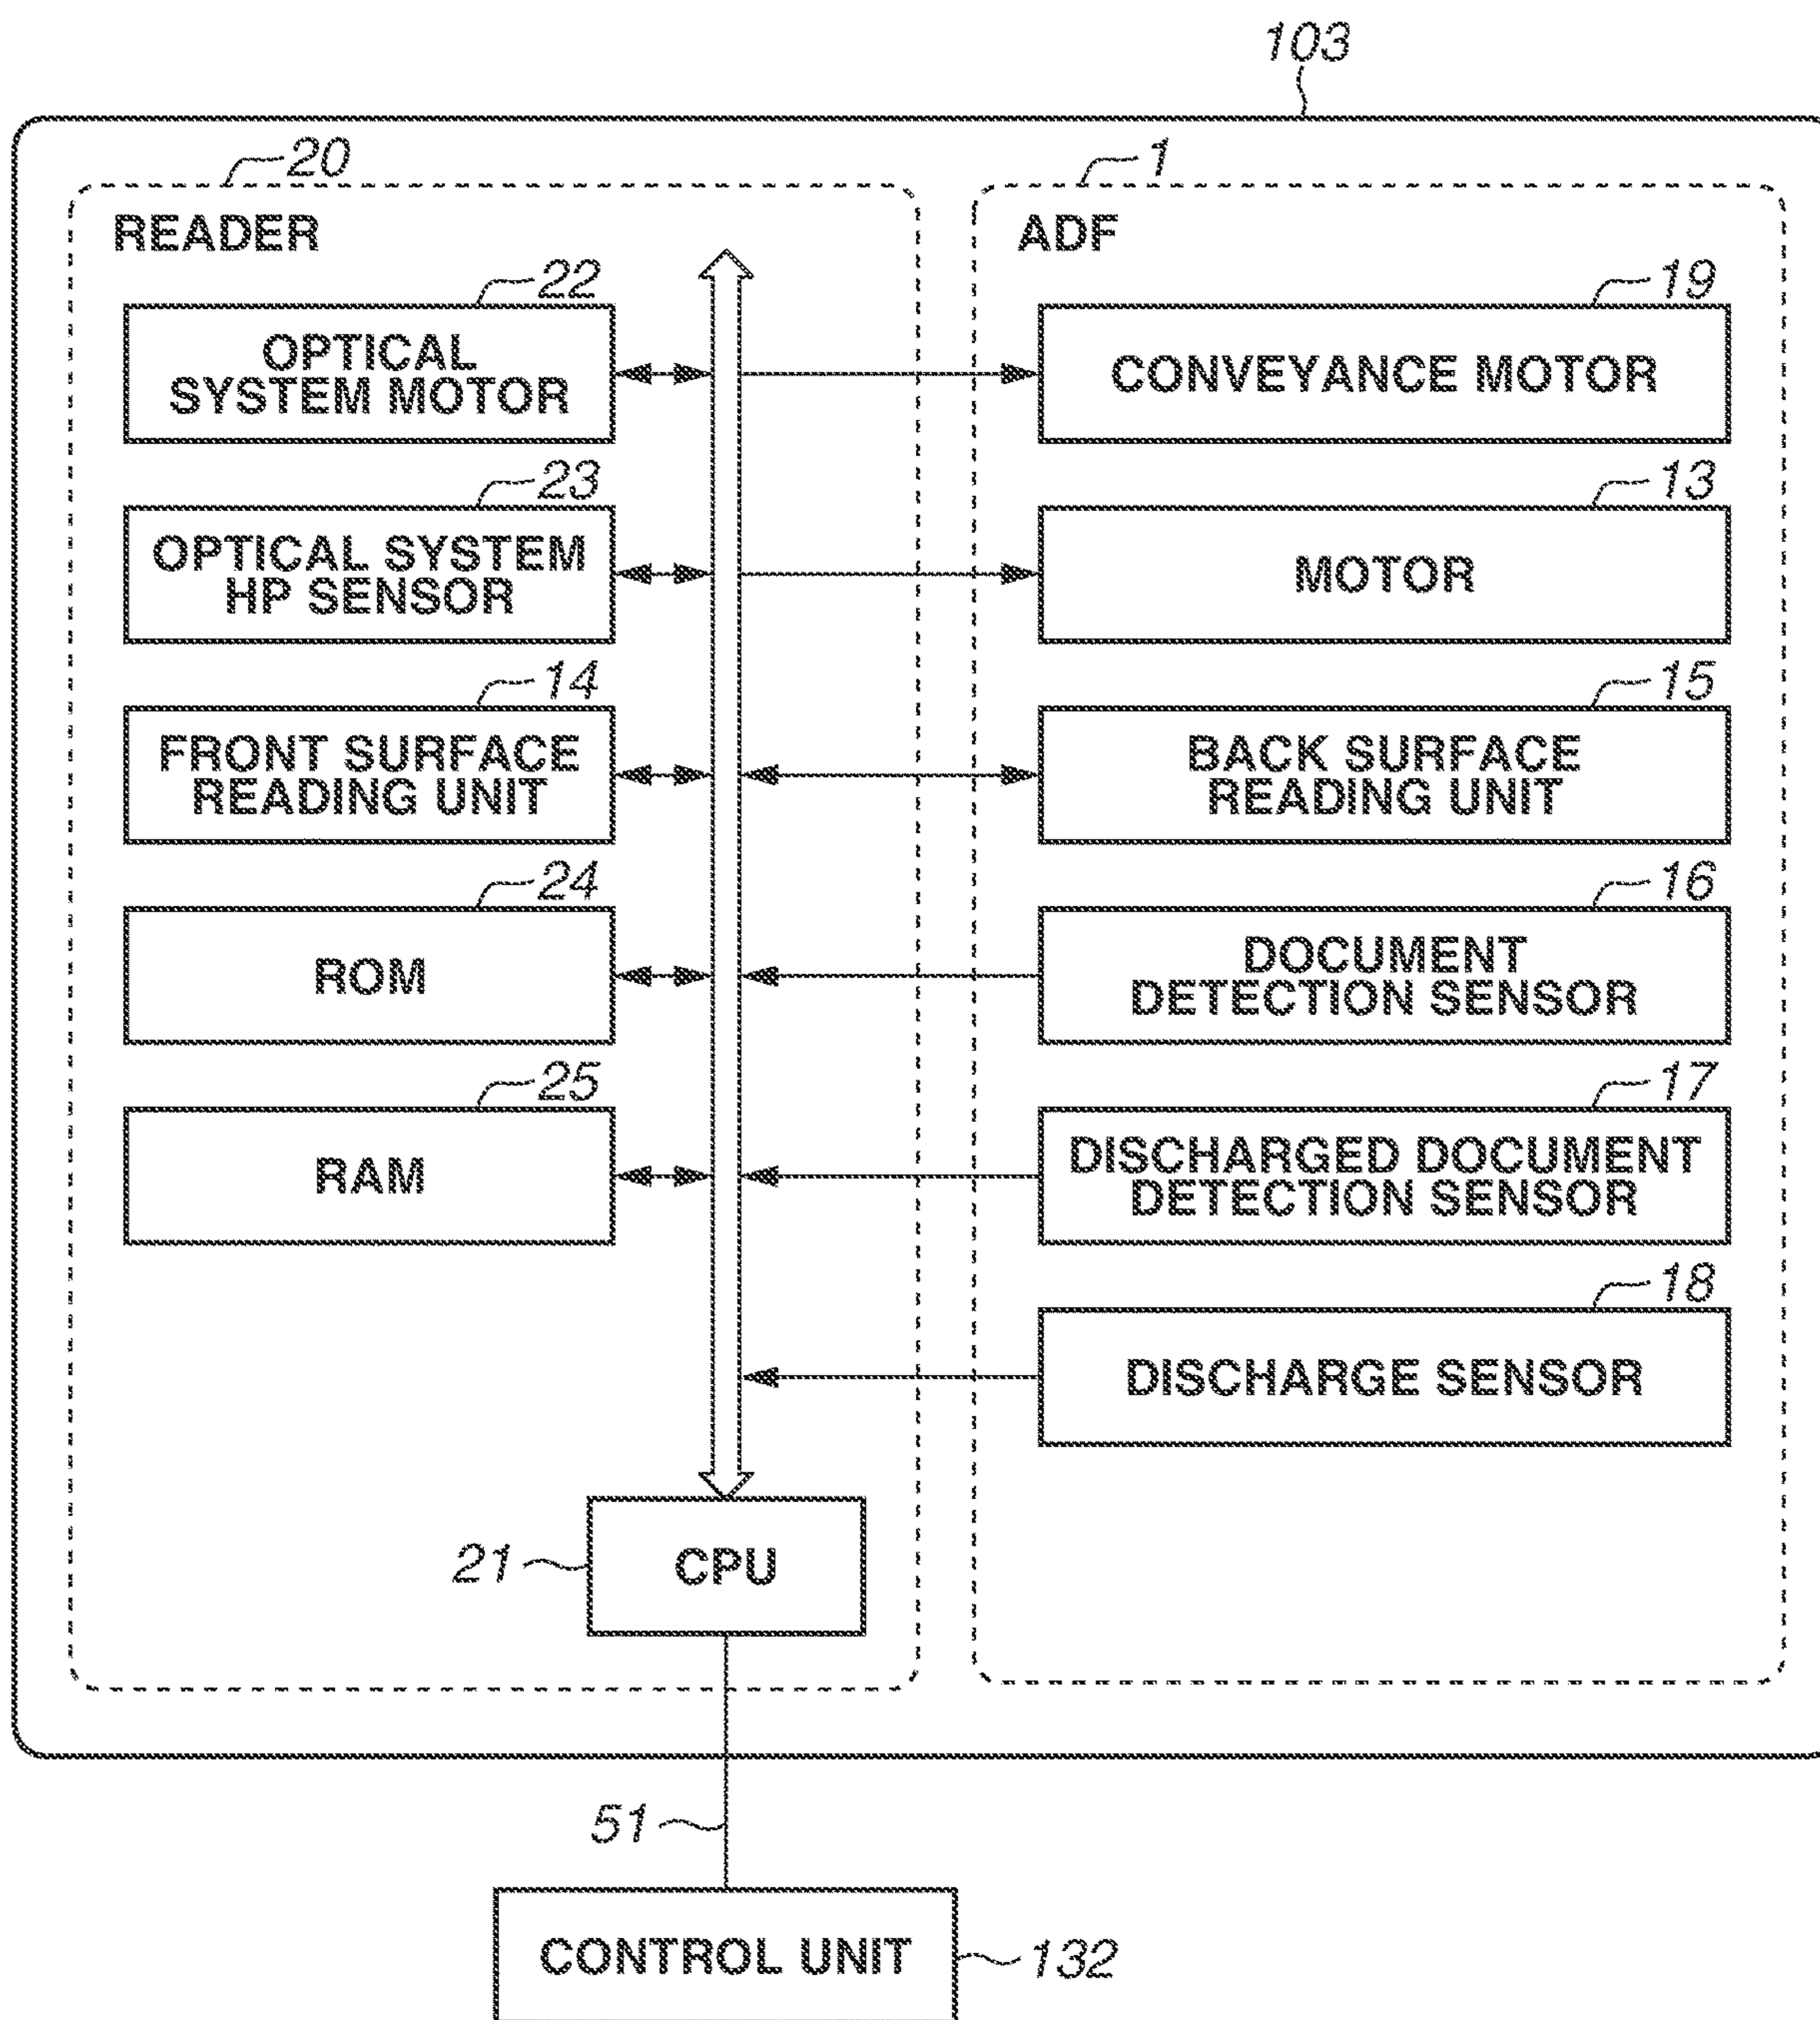 103
20
READER
22
OPTICAL
SYSTEM MOTOR
23
OPTICAL SYSTEM
HP SENSOR
14
FRONT SURFACE
READING UNIT
24
ROM
25
RAM
21
CPU
1
ADF
19
CONVEYANCE MOTOR
13
MOTOR
15
BACK SURFACE
READING UNIT
16
DOCUMENT
DETECTION SENSOR
17
DISCHARGED DOCUMENT
DETECTION SENSOR
18
DISCHARGE SENSOR
51
CONTROL UNIT
132